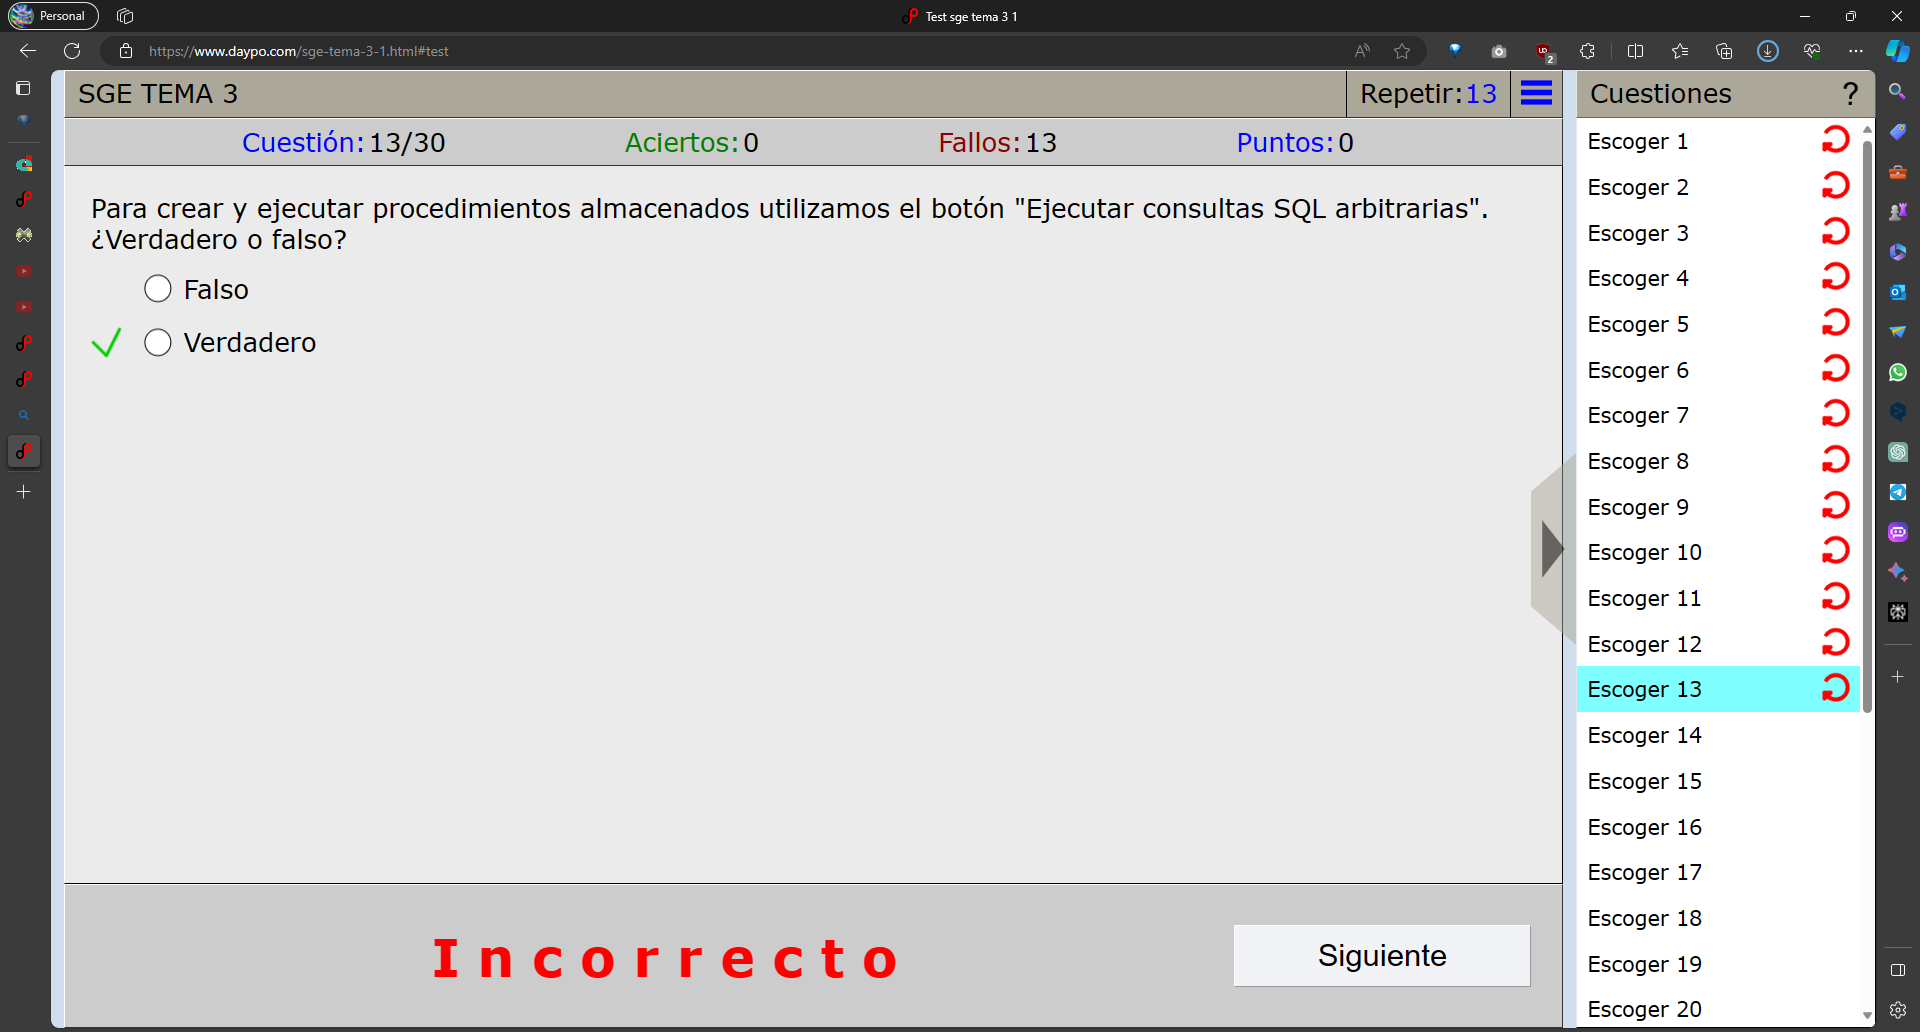 Personal
Test sge tema 3 1
https://www.daypo.com/sge-tema-3-1.html#test
2
SGE TEMA 3
Repetir:13
Cuestiones
?
Cuestión:13/30
Aciertos:0
Fallos:13
Puntos:0
Para crear y ejecutar procedimientos almacenados utilizamos el botón "Ejecutar consultas SQL arbitrarias".
¿Verdadero o falso?
Falso
Verdadero
Incorrecto
Siguiente
Escoger 1
Escoger 2
Escoger 3
Escoger 4
Escoger 5
Escoger 6
Escoger 7
Escoger 8
Escoger 9
Escoger 10
Escoger 11
Escoger 12
Escoger 13
Escoger 14
Escoger 15
Escoger 16
Escoger 17
Escoger 18
Escoger 19
Escoger 20